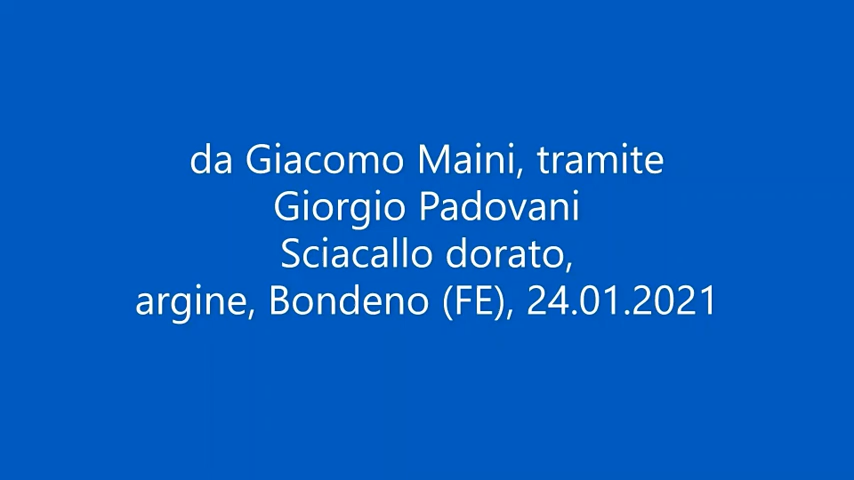 da Giacomo Maini, tramite
Giorgio Padovani
Sciacallo dorato,
argine, Bondeno (FE), 24.01.2021